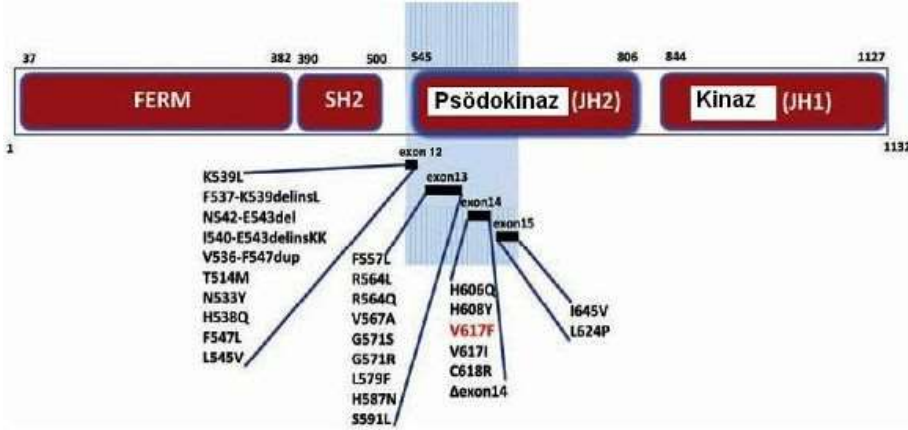 37 382 390 500 545 806 844 1127
FERM SH2 Psödokinaz (JH2) Kinaz (JH1)
1 1132
exon 12
exon13
exon14
exon15
K539L
F537-K539delinsL
N542-E543del
I540-E543delinsKK
V536-F547dup
T514M
N533Y
H538Q
F547L
L545V
F557L
R564L
R564Q
V567A
G571S
G571R
L579F
H587N
S591L
H606Q
H608Y
V617F
V617I
C618R
Δexon14
I645V
L624P